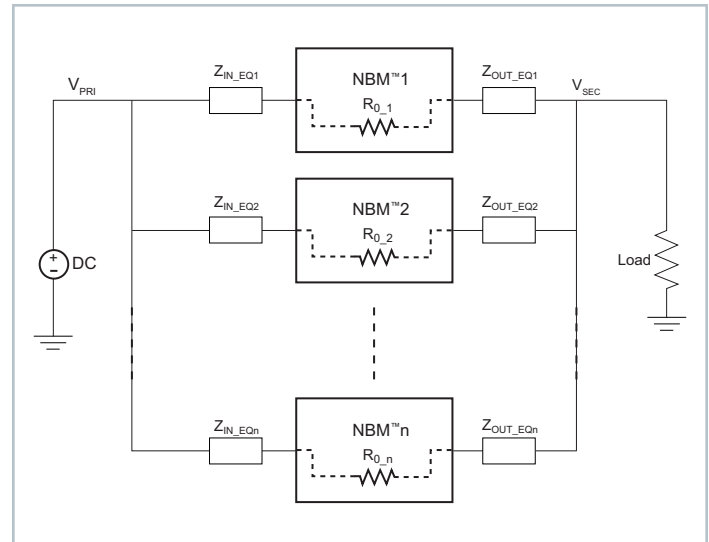 V_PRI
Z_IN_EQ1
NBM™1
R_0_1
Z_OUT_EQ1
V_SEC
Z_IN_EQ2
NBM™2
R_0_2
Z_OUT_EQ2
+
DC
–
Load
Z_IN_EQn
NBM™n
R_0_n
Z_OUT_EQn